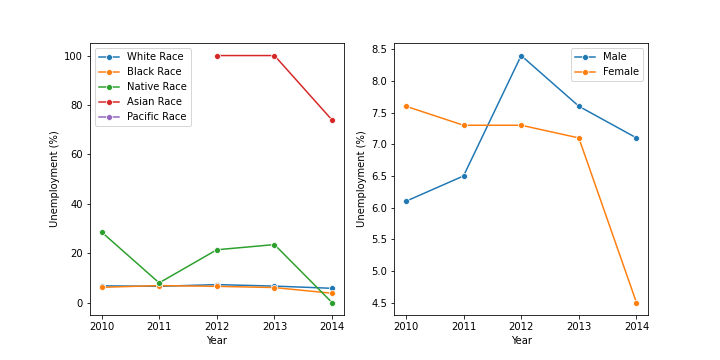 White Race
Black Race
Native Race
Asian Race
Pacific Race
Unemployment (%)
100
80
60
40
20
0
2010 2011 2012 2013 2014
Year
Male
Female
Unemployment (%)
8.5
8.0
7.5
7.0
6.5
6.0
5.5
5.0
4.5
2010 2011 2012 2013 2014
Year